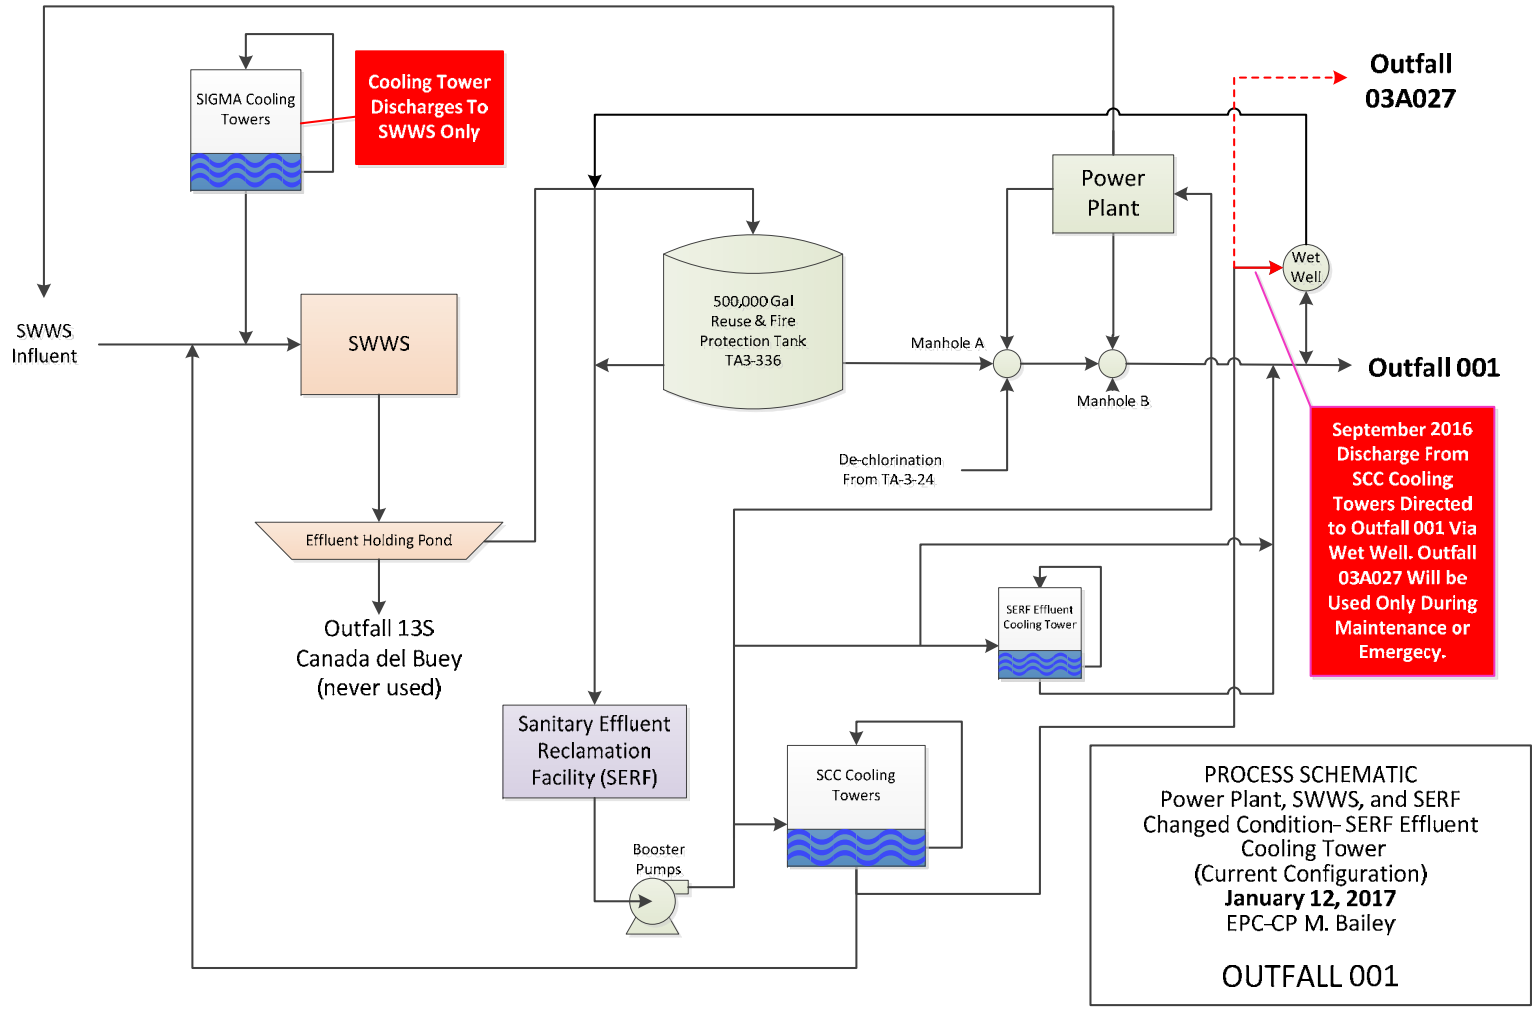 Outfall
03A027
Cooling Tower
Discharges To
SWWS Only
SIGMA Cooling
Towers
Power
Plant
Wet
Well
500,000 Gal
Reuse & Fire
Protection Tank
TA3-336
SWWS
Influent
SWWS
Manhole A
Outfall 001
Manhole B
September 2016
Discharge From
SCC Cooling
Towers Directed
to Outfall 001 Via
Wet Well. Outfall
03A027 Will be
Used Only During
Maintenance or
Emergecy.
De-chlorination
From TA-3-24
Effluent Holding Pond
Outfall 13S
Canada del Buey
(never used)
SERF Effluent
Cooling Tower
Sanitary Effluent
Reclamation
Facility (SERF)
SCC Cooling
Towers
Booster
Pumps
PROCESS SCHEMATIC
Power Plant, SWWS, and SERF
Changed Condition– SERF Effluent
Cooling Tower
(Current Configuration)
January 12, 2017
EPC-CP M. Bailey
OUTFALL 001